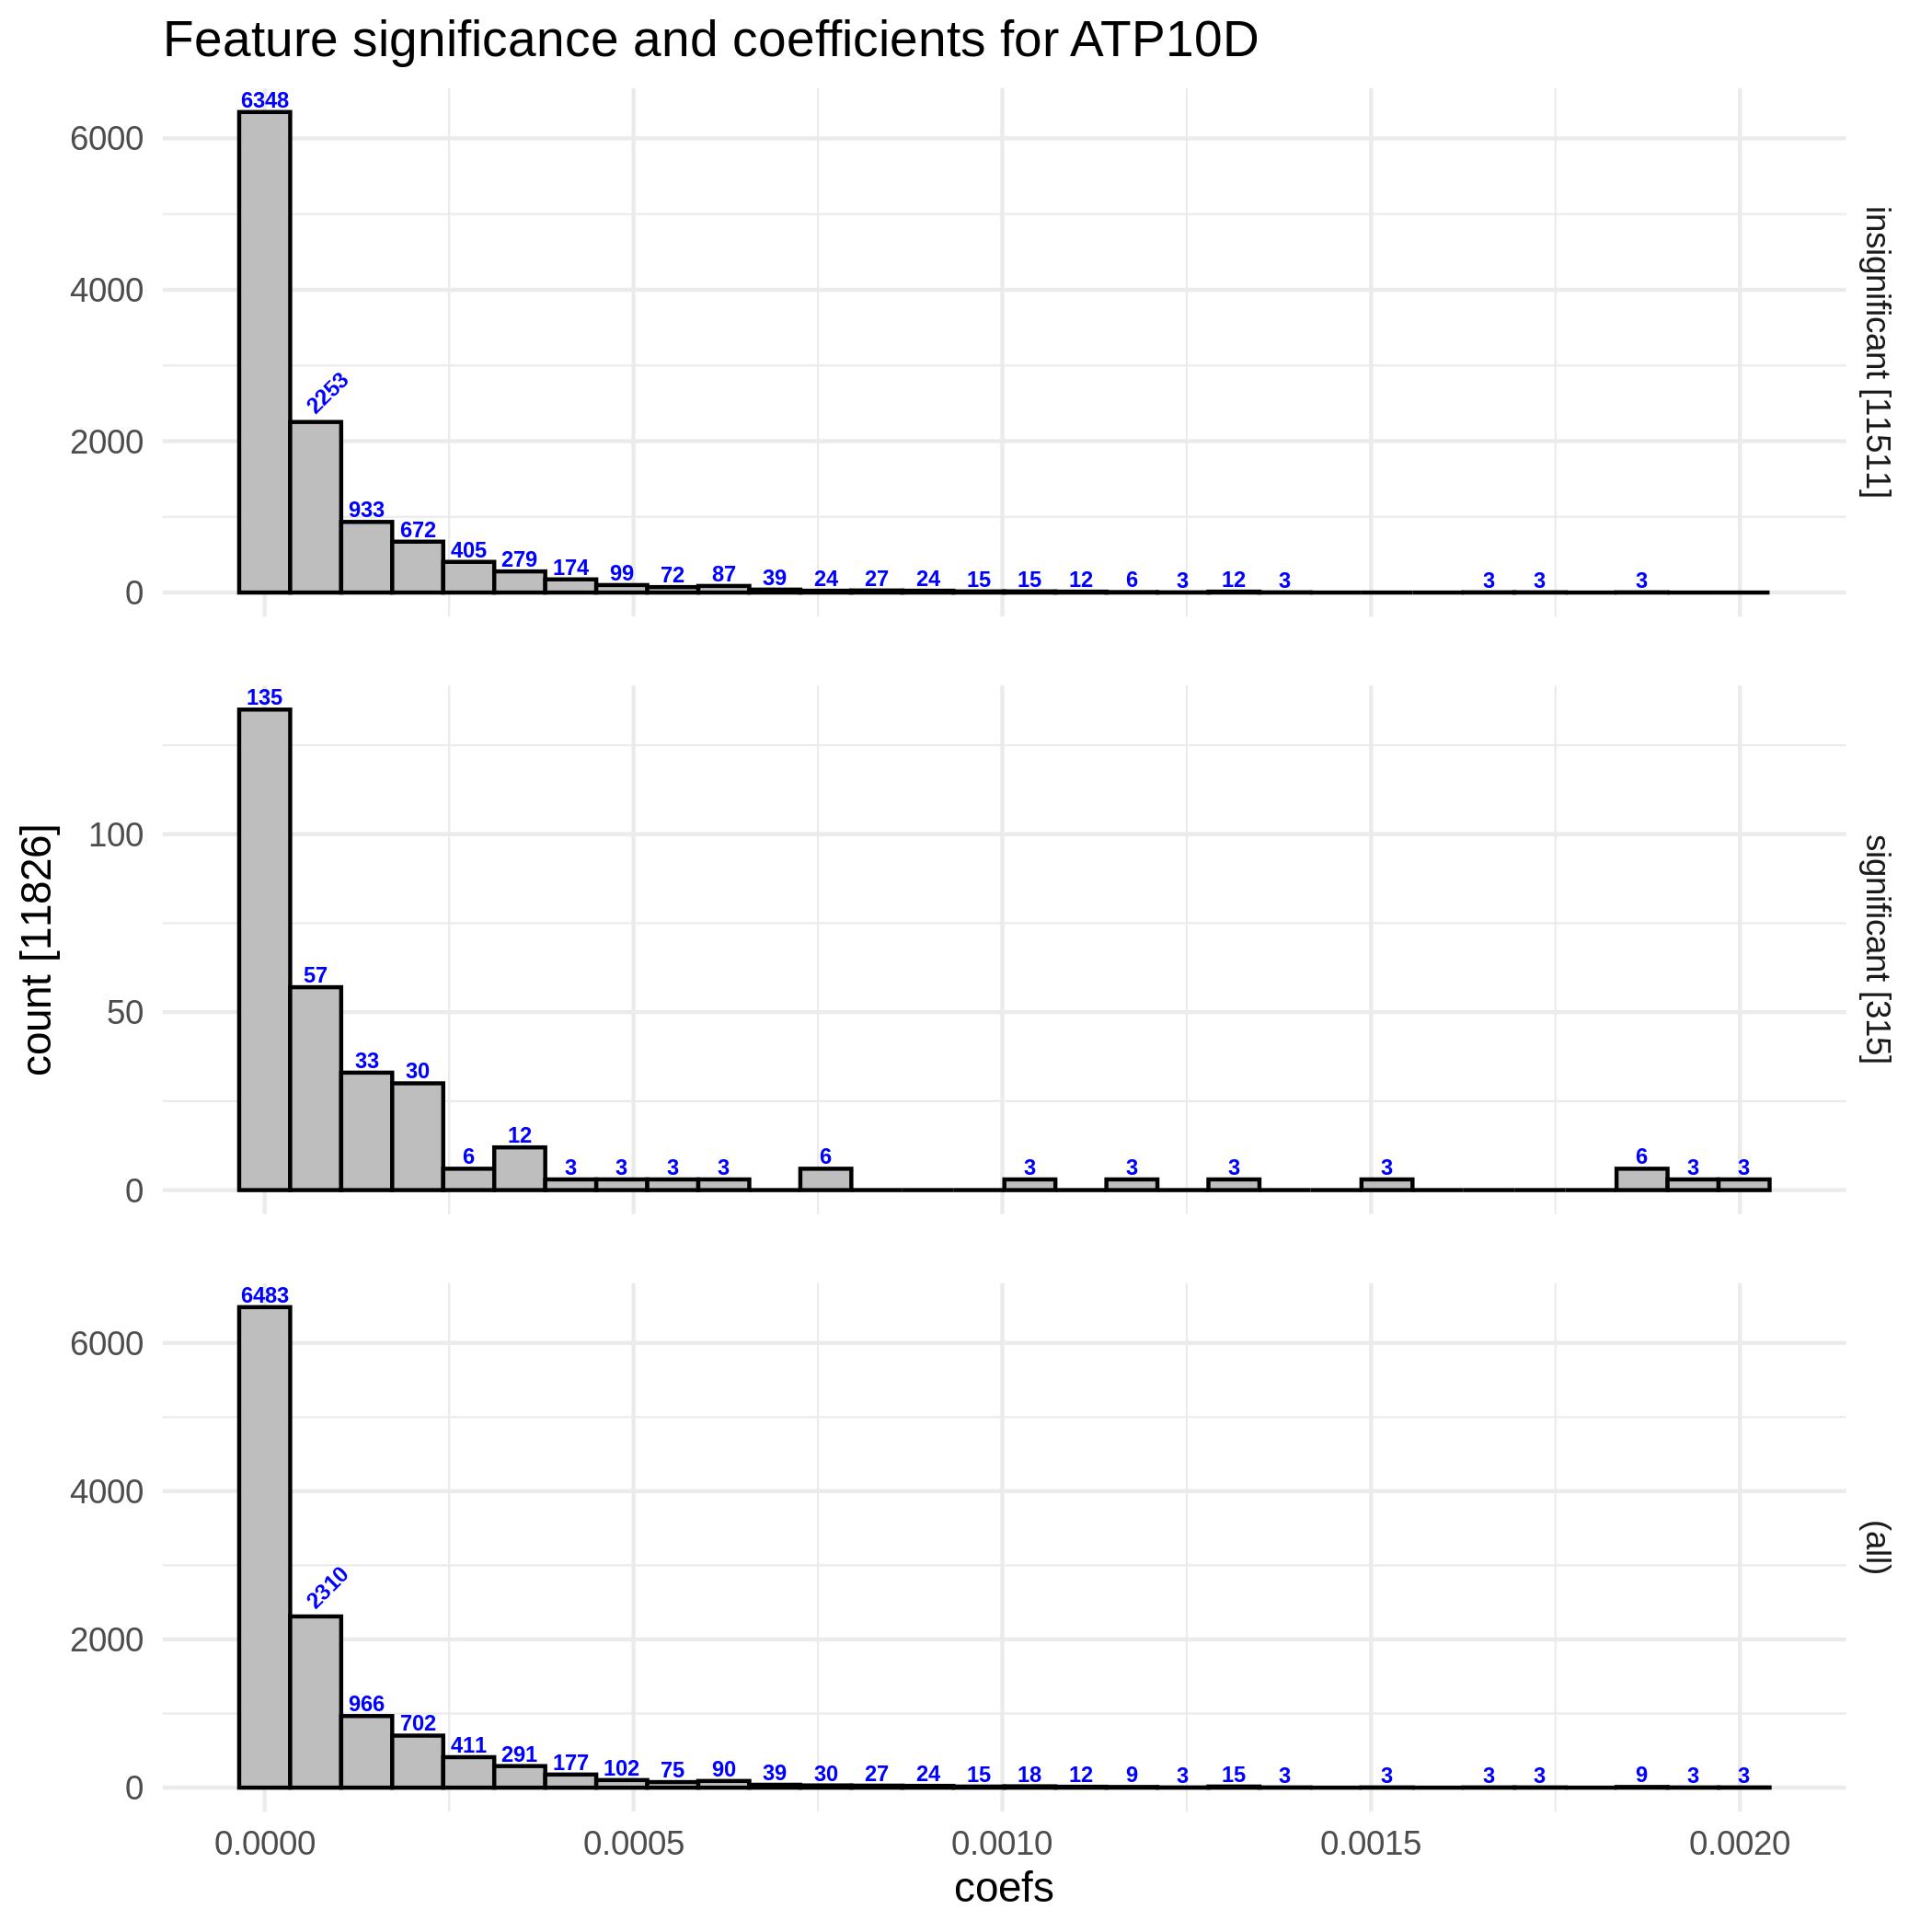 Feature significance and coefficients for ATP10D
6348
2253
933 672 405 279 174 99 72 87 39 24 27 24 15 15 12 6 3 12 3 3 3 3
6000
4000
2000
0
insignificant [11511]
135
57
33 30 6 12 3 3 3 3 6 3 3 3 3 6 3 3
100
50
0
significant [315]
count [11826]
6483
2310
966 702 411 291 177 102 75 90 39 30 27 24 15 18 12 9 3 15 3 3 3 3 9 3 3
6000
4000
2000
0
(all)
0.0000 0.0005 0.0010 0.0015 0.0020
coefs